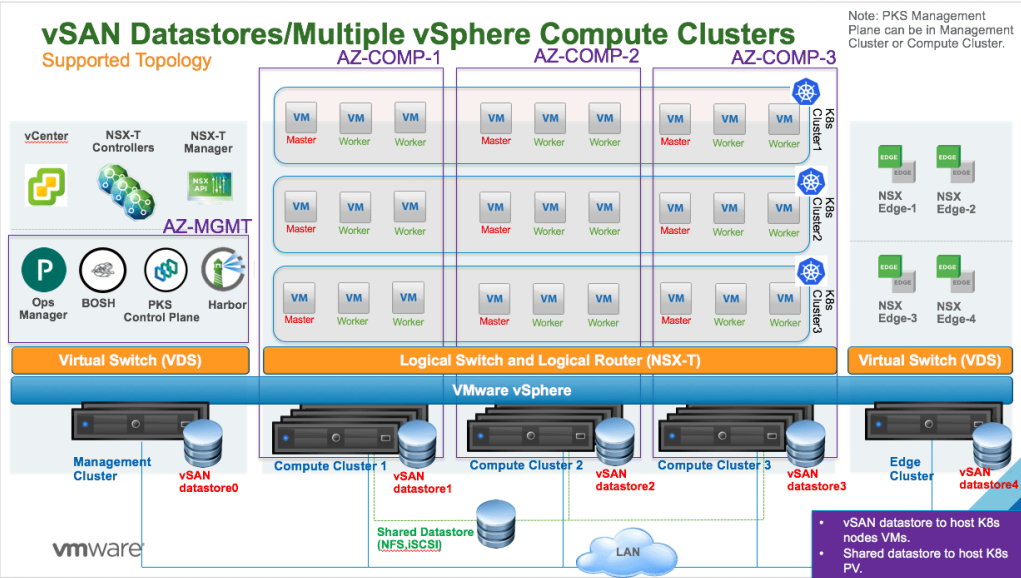 vSAN Datastores/Multiple vSphere Compute Clusters
Supported Topology
Note: PKS Management
Plane can be in Management
Cluster or Compute Cluster.
AZ-COMP-1
AZ-COMP-2
AZ-COMP-3
vCenter
NSX-T
Controllers
NSX-T
Manager
NSX
API
AZ-MGMT
P
Ops
Manager
BOSH
PKS
Control Plane
Harbor
VM VM VM VM VM VM VM VM VM
Master Worker Worker Master Worker Worker Master Worker Worker
K8s
Cluster1
VM VM VM VM VM VM VM VM VM
Master Worker Worker Master Worker Worker Master Worker Worker
K8s
Cluster2
VM VM VM VM VM VM VM VM VM
Master Worker Worker Master Worker Worker Master Worker Worker
K8s
Cluster3
EDGE EDGE
NSX
Edge-1
EDGE EDGE
NSX
Edge-2
EDGE EDGE
NSX
Edge-3
EDGE EDGE
NSX
Edge-4
Virtual Switch (VDS)
Logical Switch and Logical Router (NSX-T)
Virtual Switch (VDS)
VMware vSphere
Management
Cluster
vSAN
datastore0
Compute Cluster 1
vSAN
datastore1
Compute Cluster 2
vSAN
datastore2
Compute Cluster 3
vSAN
datastore3
Edge
Cluster
vSAN
datastore4
Shared Datastore
(NFS,iSCSI)
LAN
vmware®
• vSAN datastore to host K8s
nodes VMs.
• Shared datastore to host K8s
PV.